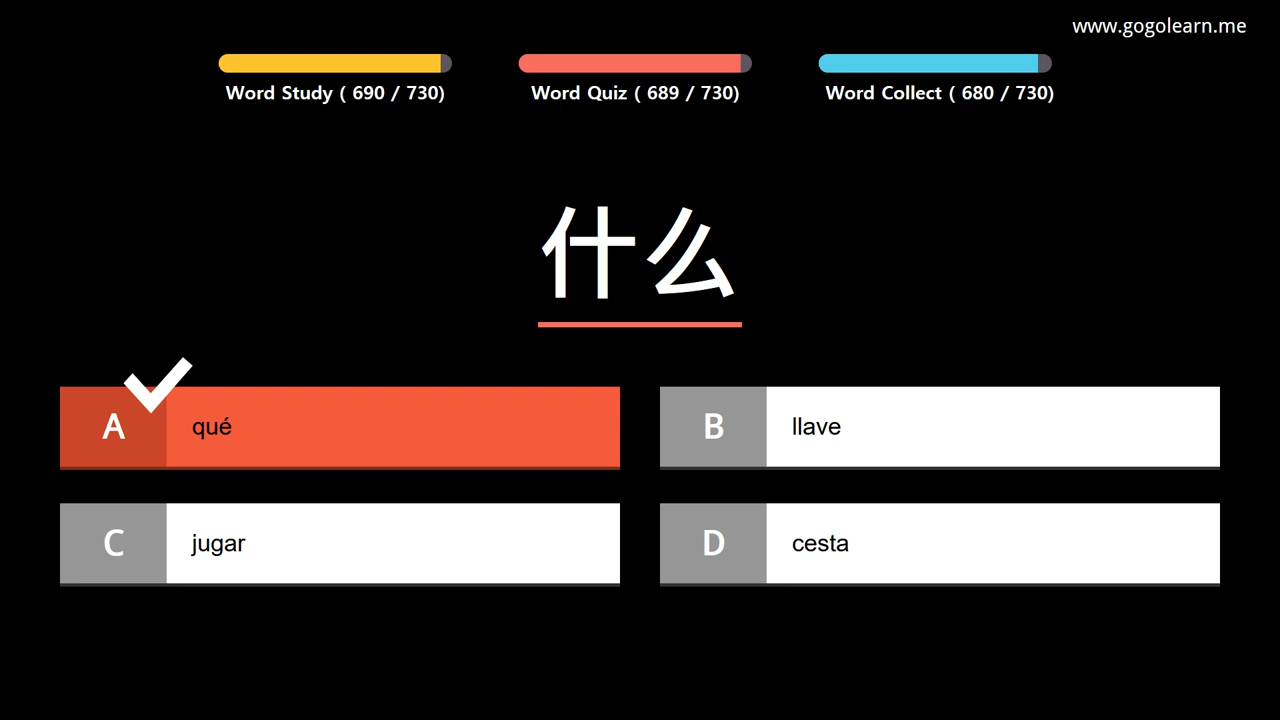 www.gogolearn.me
Word Study ( 690 / 730)
Word Quiz ( 689 / 730)
Word Collect ( 680 / 730)
什么
A qué
B llave
C jugar
D cesta